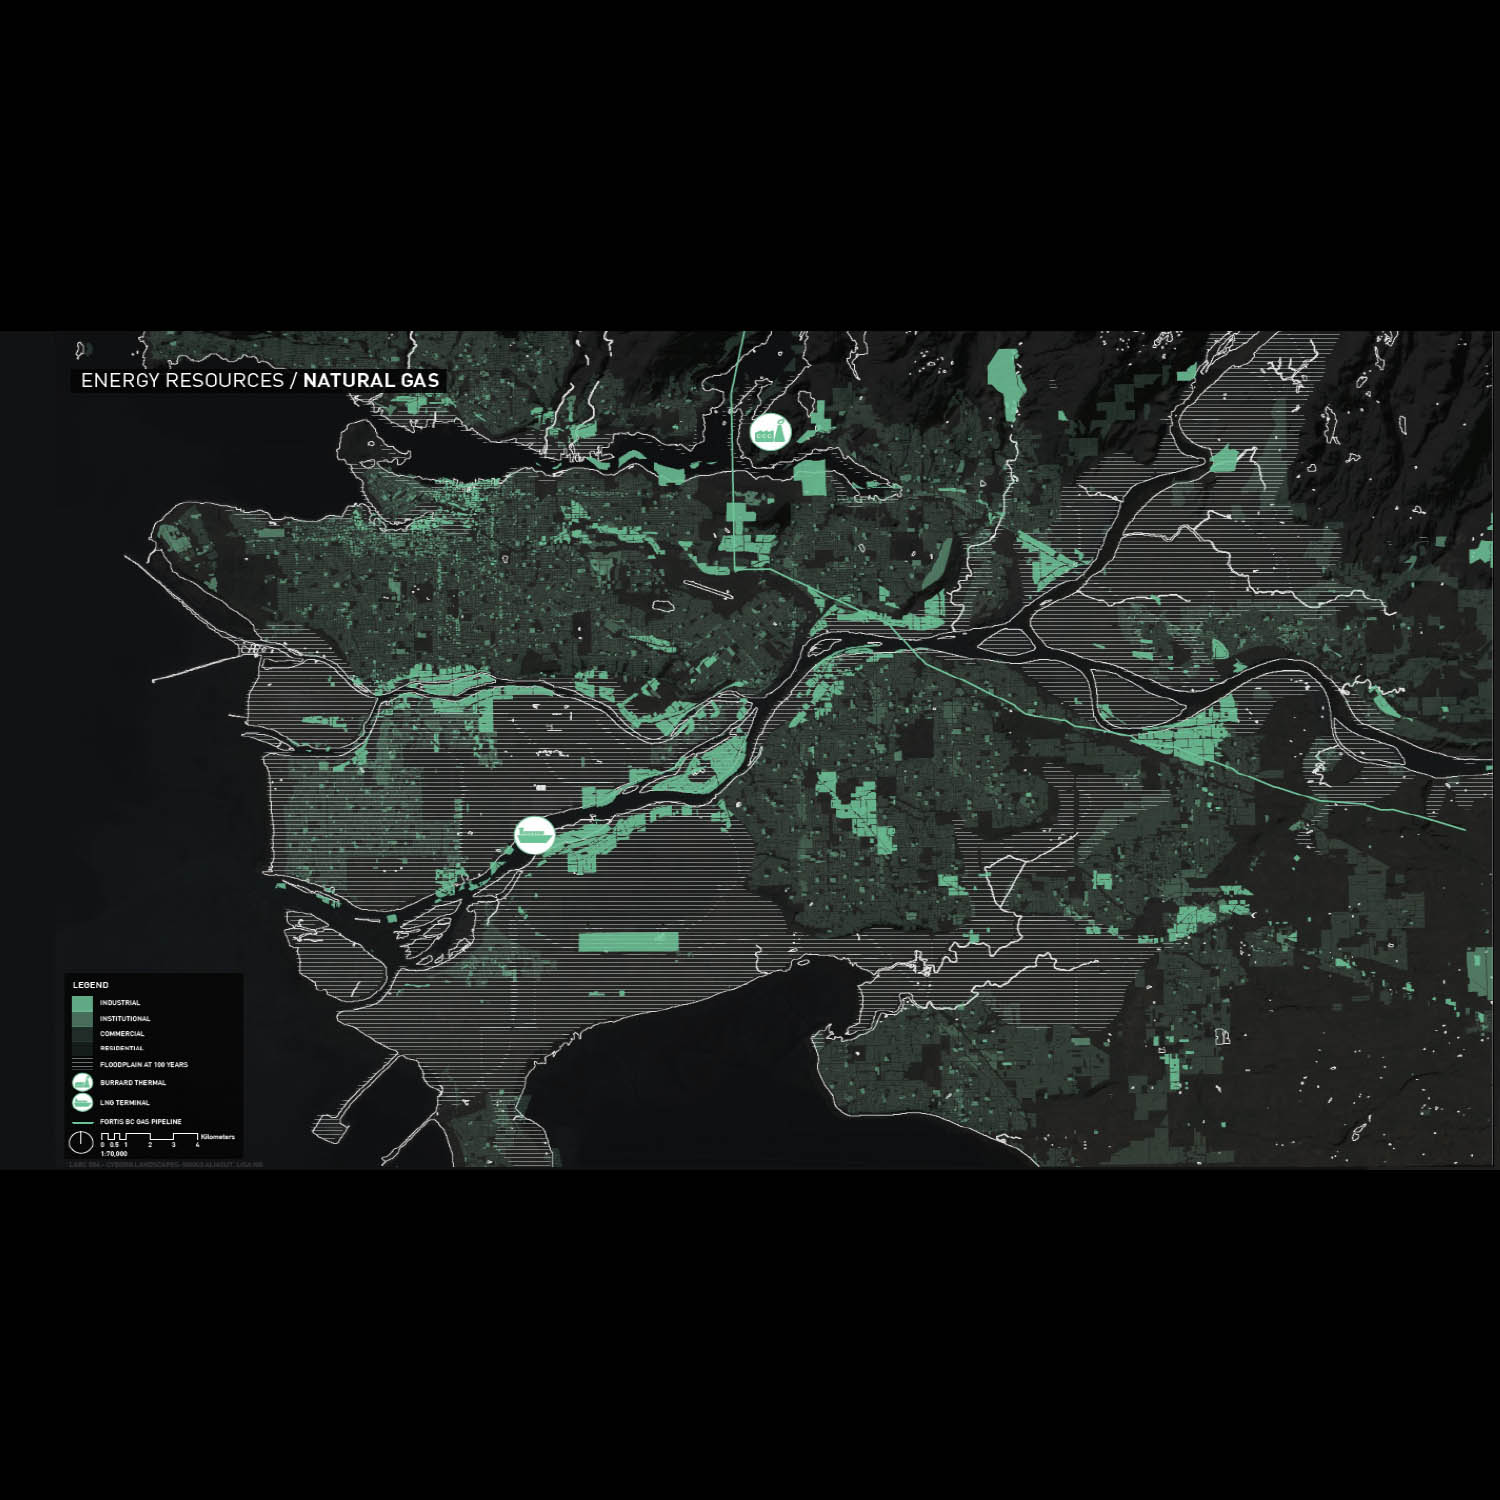 ENERGY RESOURCES / NATURAL GAS
LEGEND
INDUSTRIAL
INSTITUTIONAL
COMMERCIAL
RESIDENTIAL
FLOODPLAIN AT 100 YEARS
BURRARD THERMAL
LNG TERMINAL
FORTIS BC GAS PIPELINE
Kilometers
0 0.5 1 2 3 4
1:70,000